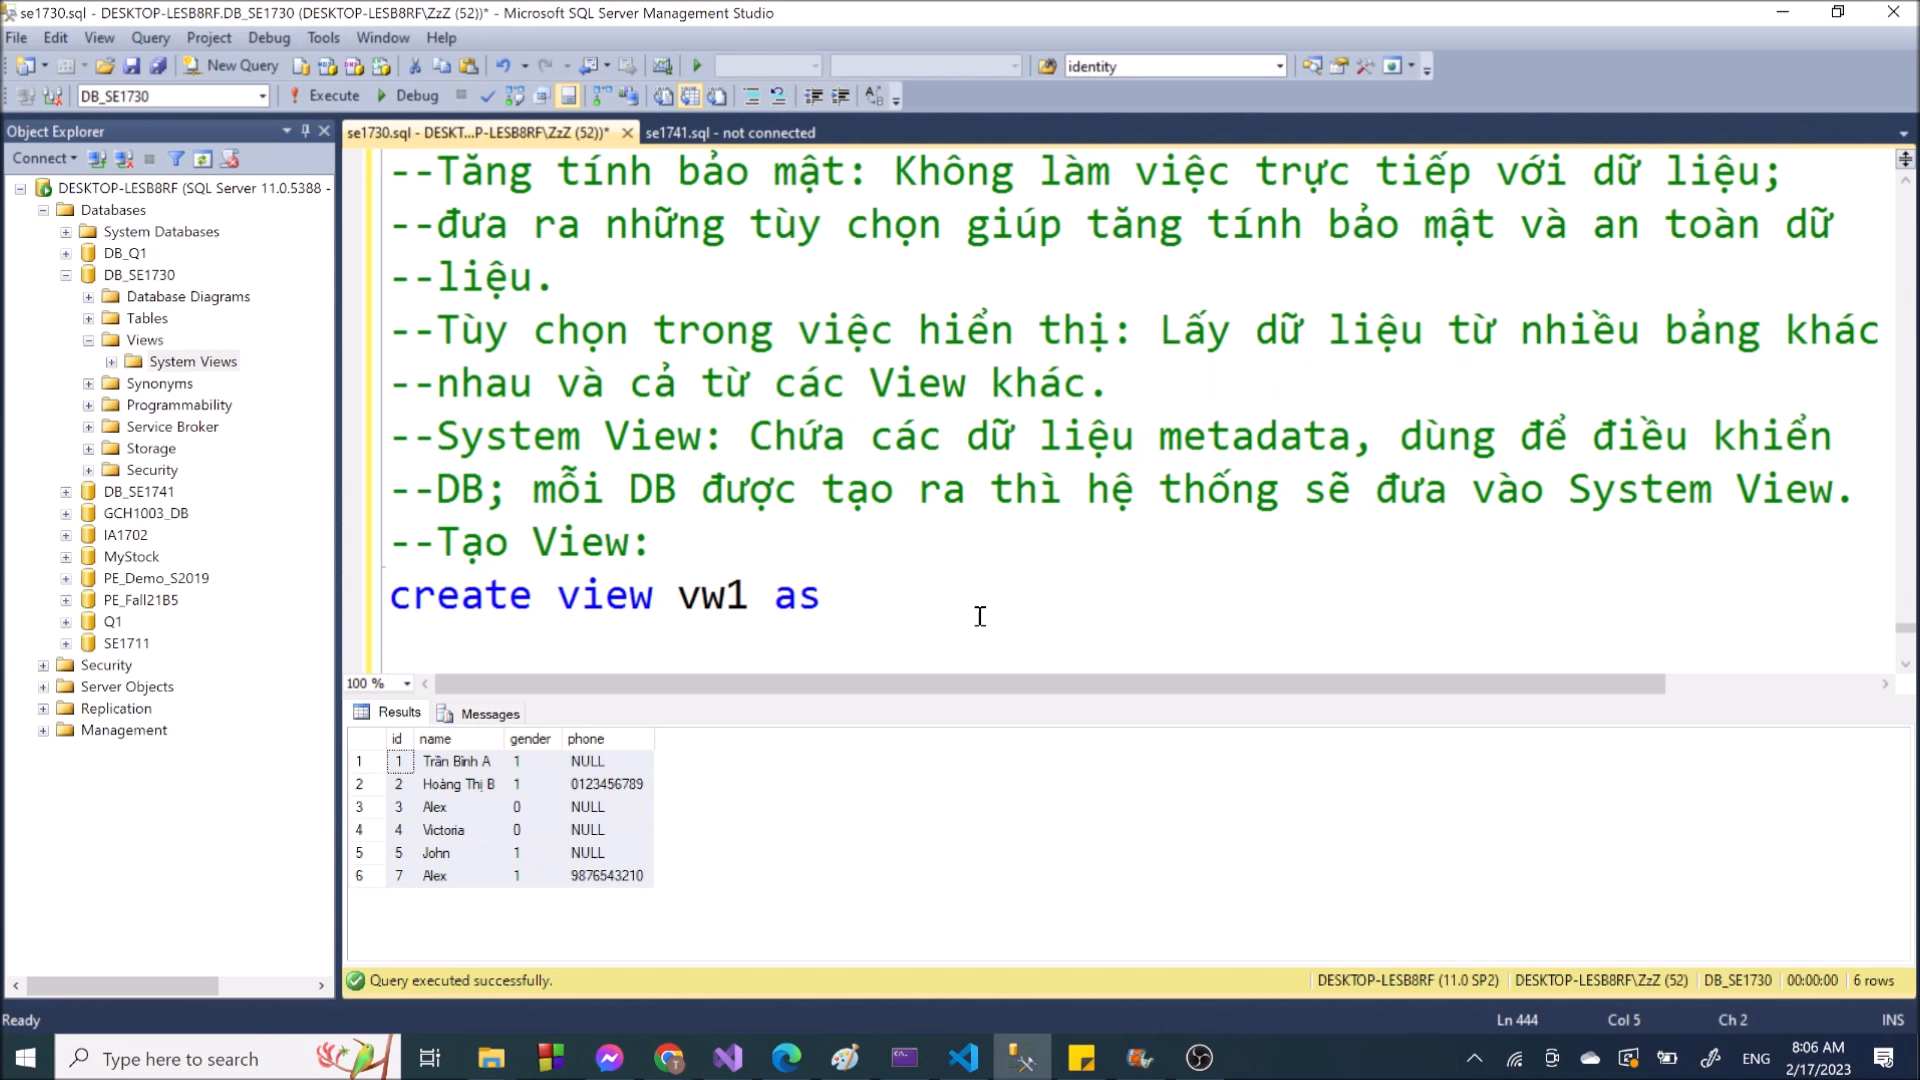 se1730.sql - DESKTOP-LESB8RF.DB_SE1730 (DESKTOP-LESB8RF\ZzZ (52))* - Microsoft SQL Server Management Studio
File Edit View Query Project Debug Tools Window Help
New Query
identity
DB_SE1730
Execute
Debug
Object Explorer
se1730.sql - DESKT...P-LESB8RF\ZzZ (52))*
se1741.sql - not connected
Connect
DESKTOP-LESB8RF (SQL Server 11.0.5388 -
Databases
System Databases
DB_Q1
DB_SE1730
Database Diagrams
Tables
Views
System Views
Synonyms
Programmability
Service Broker
Storage
Security
DB_SE1741
GCH1003_DB
IA1702
MyStock
PE_Demo_S2019
PE_Fall21B5
Q1
SE1711
Security
Server Objects
Replication
Management
--Tăng tính bảo mật: Không làm việc trực tiếp với dữ liệu;
--đưa ra những tùy chọn giúp tăng tính bảo mật và an toàn dữ
--liệu.
--Tùy chọn trong việc hiển thị: Lấy dữ liệu từ nhiều bảng khác
--nhau và cả từ các View khác.
--System View: Chứa các dữ liệu metadata, dùng để điều khiển
--DB; mỗi DB được tạo ra thì hệ thống sẽ đưa vào System View.
--Tạo View:
create view vw1 as
100 %
Results
Messages
id name gender phone
1 1 Trần Bình A 1 NULL
2 2 Hoàng Thị B 1 0123456789
3 3 Alex 0 NULL
4 4 Victoria 0 NULL
5 5 John 1 NULL
6 7 Alex 1 9876543210
Query executed successfully.
DESKTOP-LESB8RF (11.0 SP2)
DESKTOP-LESB8RF\ZzZ (52)
DB_SE1730
00:00:00
6 rows
Ready
Ln 444
Col 5
Ch 2
INS
Type here to search
ENG
8:06 AM
2/17/2023